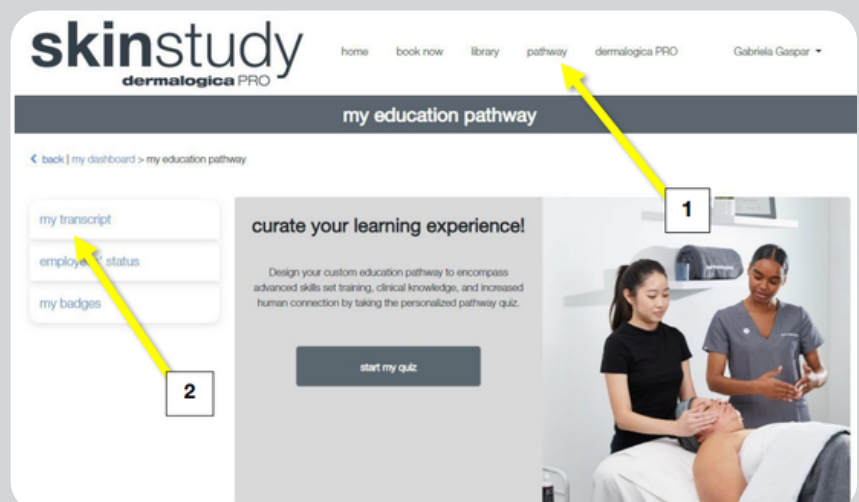 skinstudy
dermalogica PRO
home book now library pathway dermalogica PRO Gabriela Gaspar
my education pathway
back | my dashboard > my education pathway
my transcript
employees' status
my badges
curate your learning experience!
Design your custom education pathway to encompass
advanced skills set training, clinical knowledge, and increased
human connection by taking the personalized pathway quiz.
start my quiz
1
2